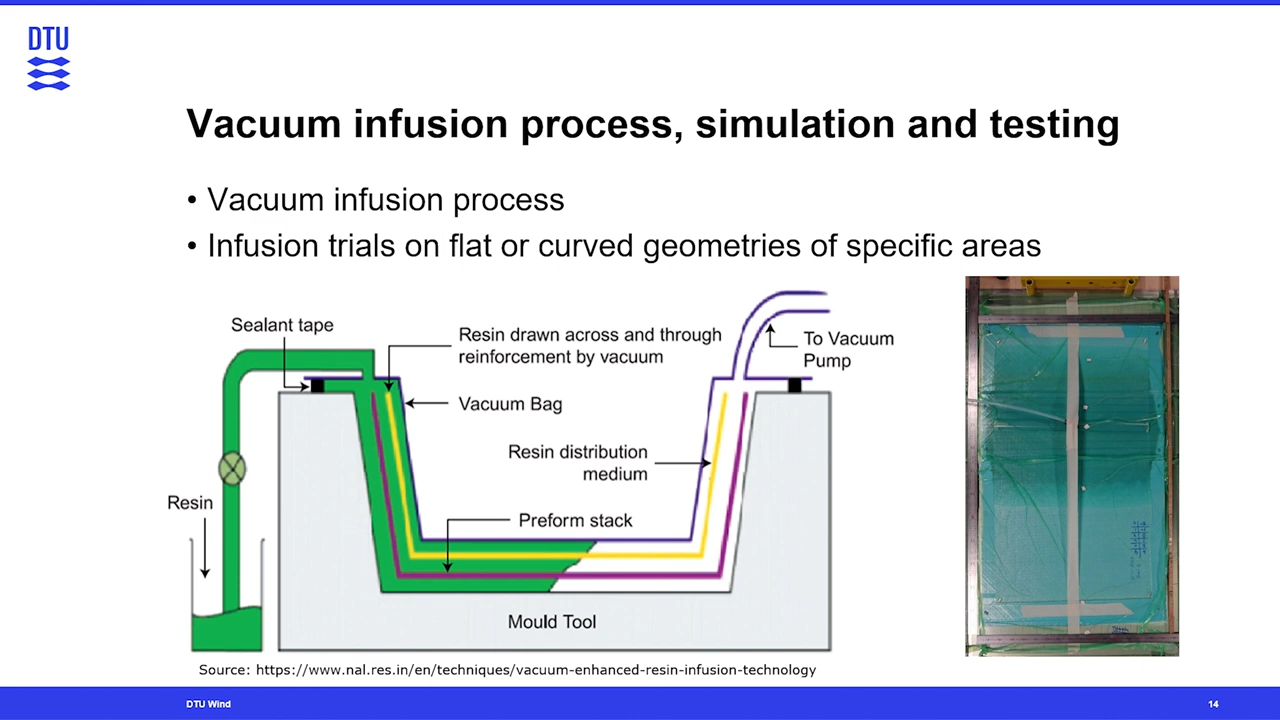 DTU
Vacuum infusion process, simulation and testing
• Vacuum infusion process
• Infusion trials on flat or curved geometries of specific areas
Sealant tape
Resin drawn across and through
reinforcement by vacuum
To Vacuum
Pump
Vacuum Bag
Resin distribution
medium
Resin
Preform stack
Mould Tool
Source: https://www.nal.res.in/en/techniques/vacuum-enhanced-resin-infusion-technology
DTU Wind
14